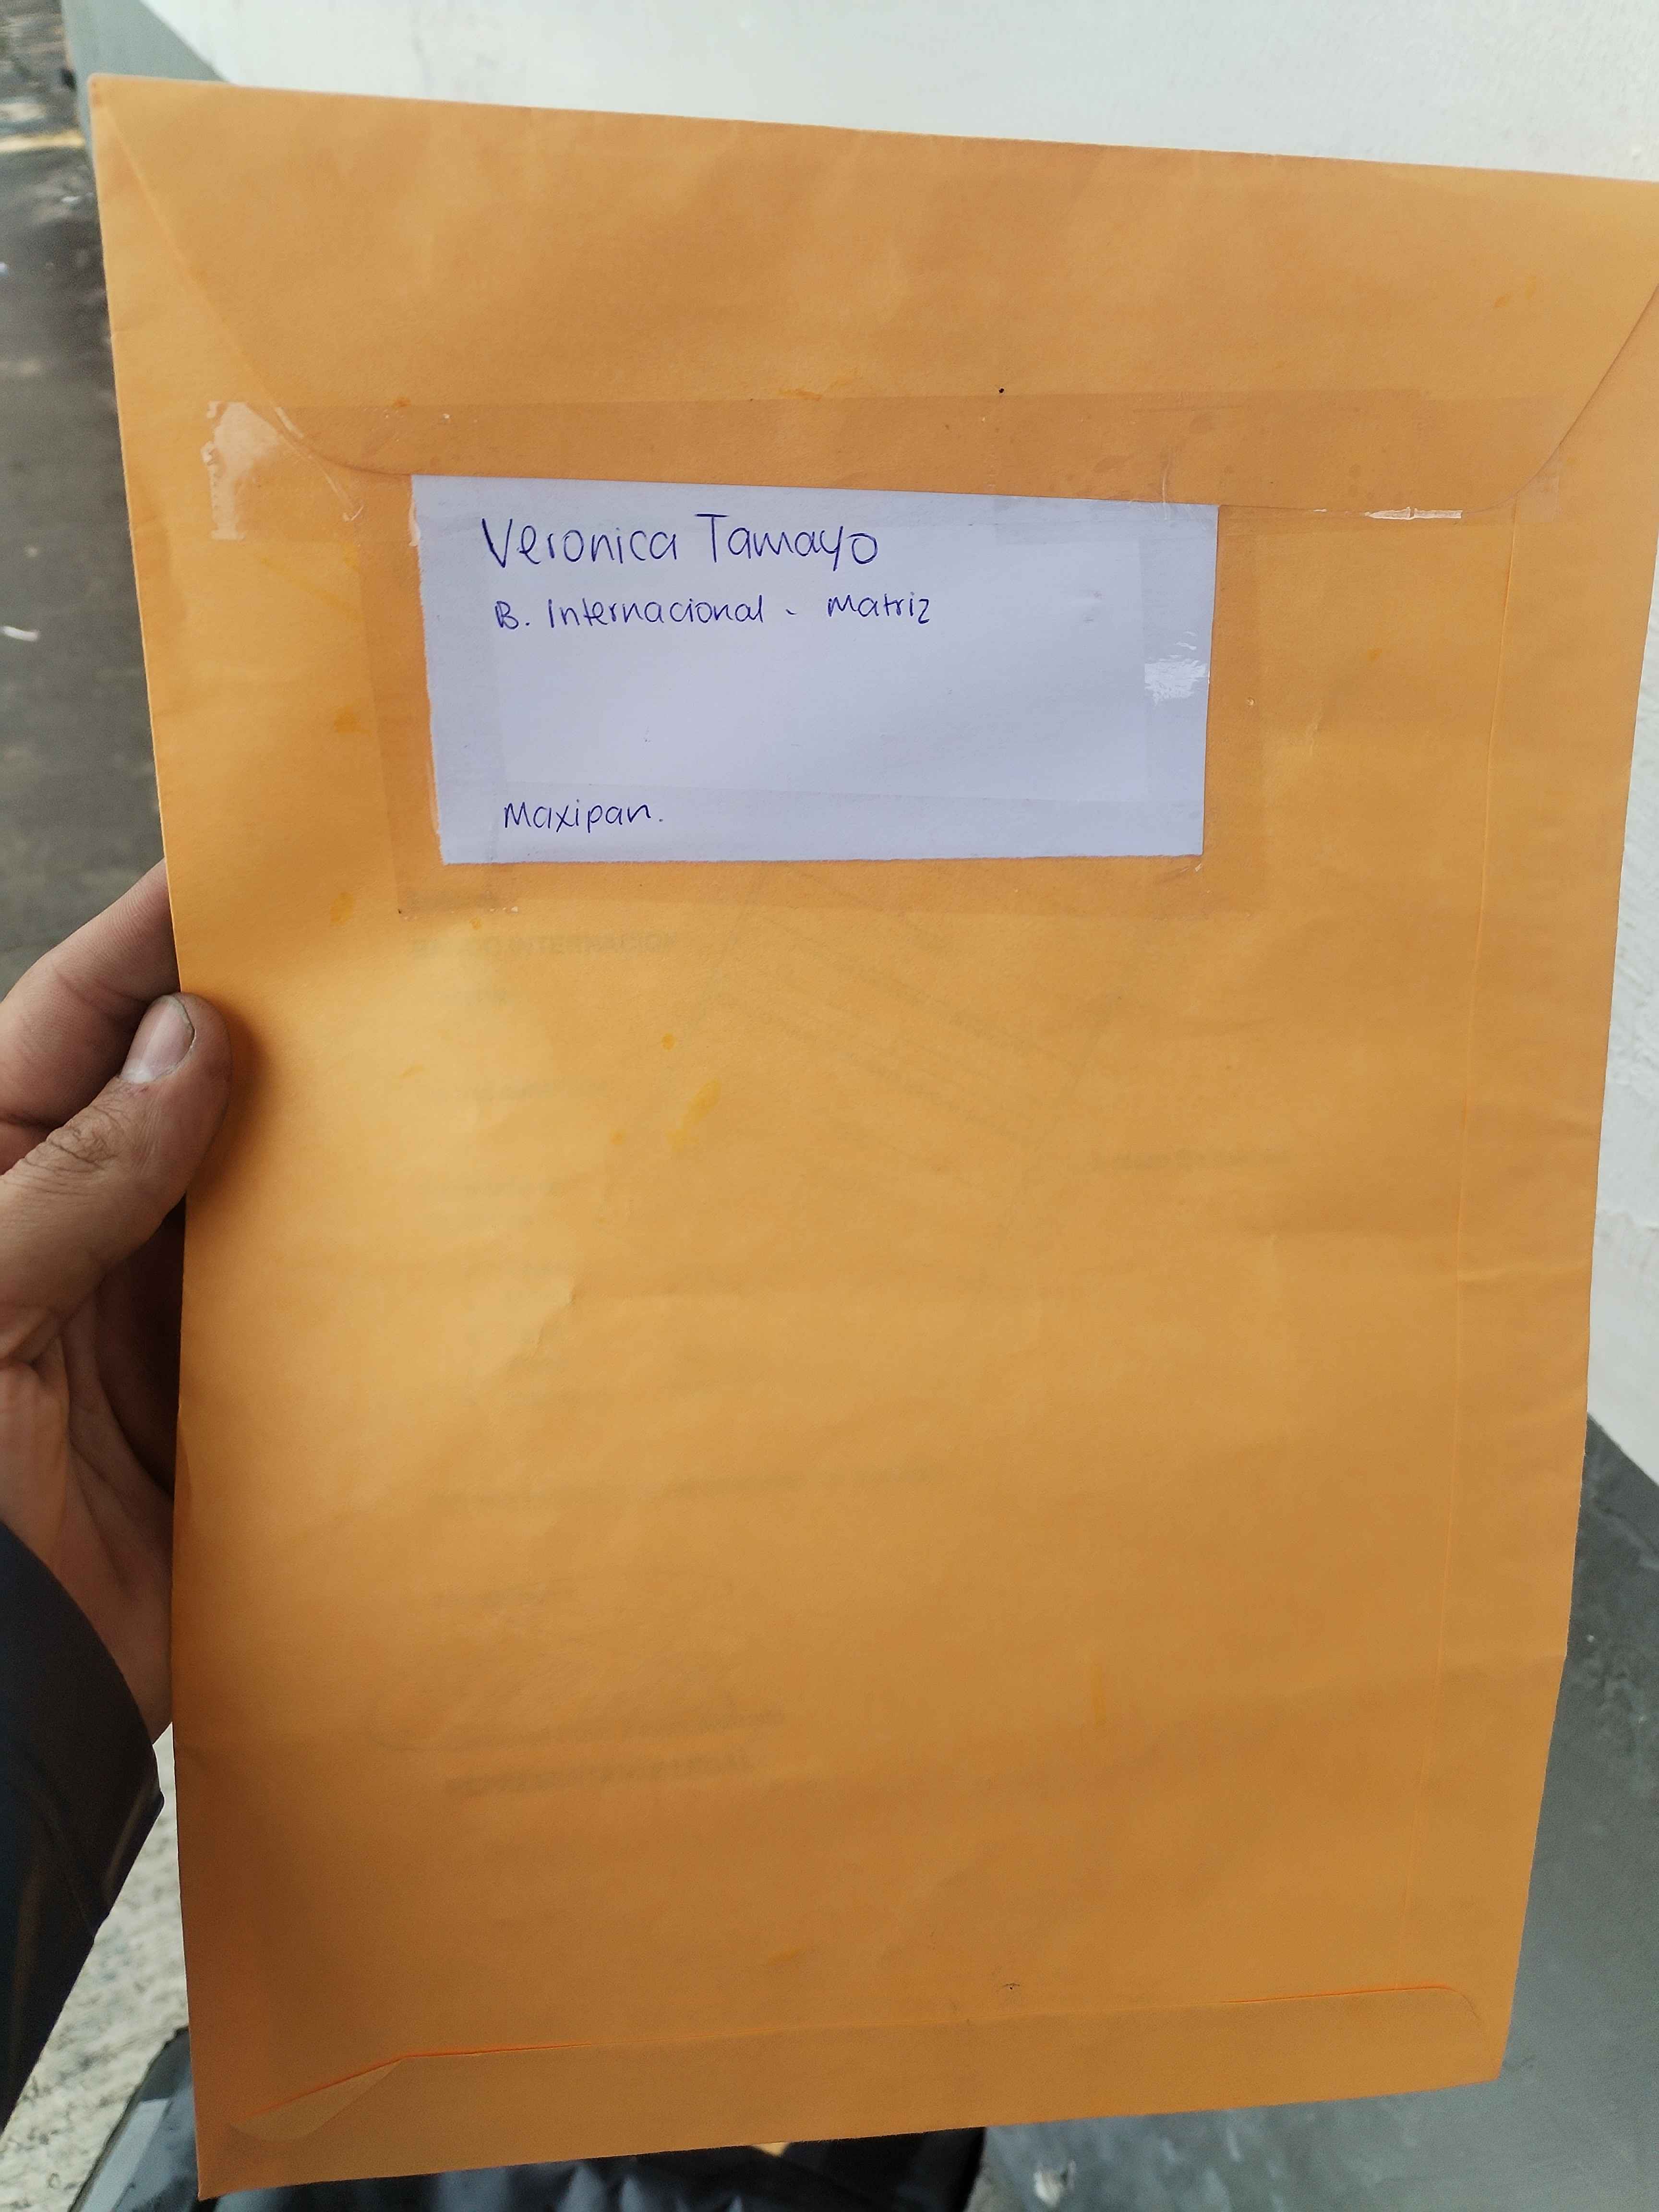 Veronica Tamayo
B. Internacional - Matriz
Maxipan.